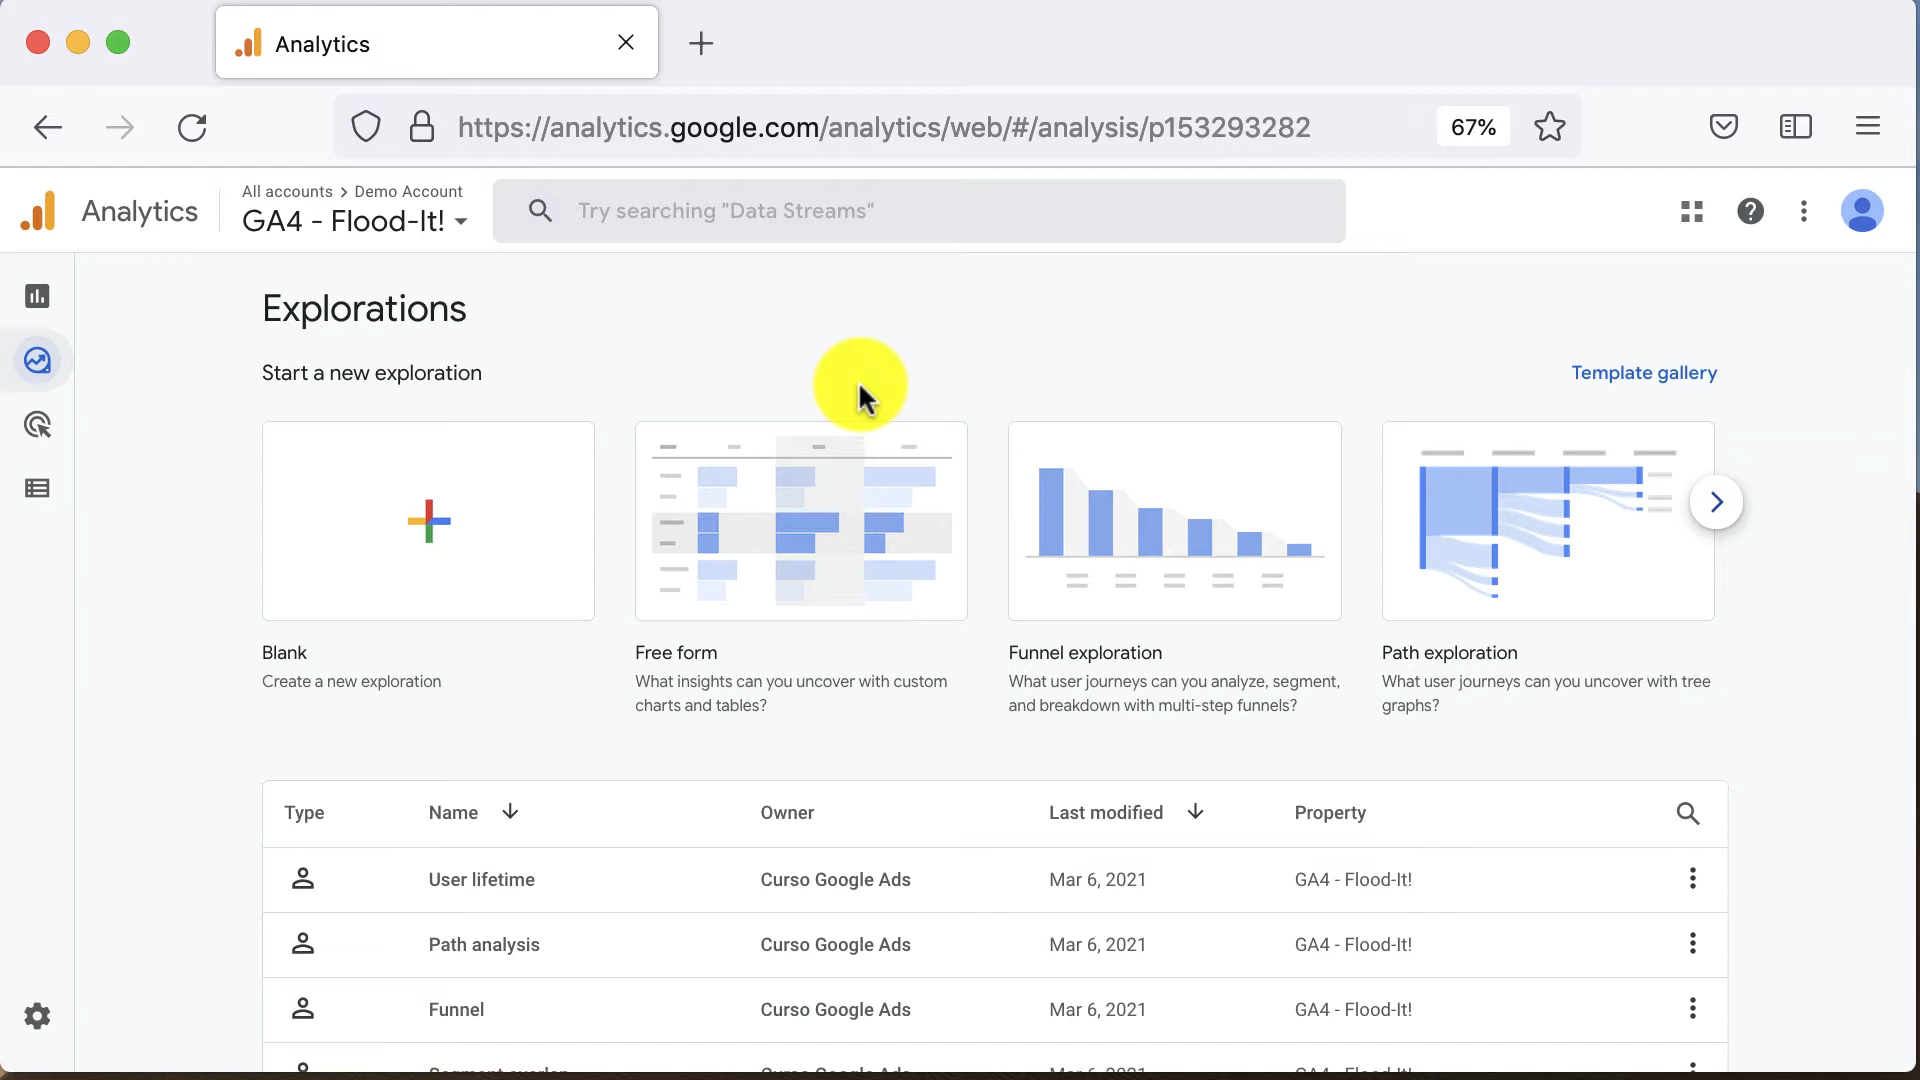 Analytics
https://analytics.google.com/analytics/web/#/analysis/p153293282
67%
Analytics
All accounts > Demo Account
GA4 - Flood-It!
Try searching "Data Streams"
Explorations
Start a new exploration
Template gallery
Blank
Create a new exploration
Free form
What insights can you uncover with custom
charts and tables?
Funnel exploration
What user journeys can you analyze, segment,
and breakdown with multi-step funnels?
Path exploration
What user journeys can you uncover with tree
graphs?
Type Name Owner Last modified Property
User lifetime Curso Google Ads Mar 6, 2021 GA4 - Flood-It!
Path analysis Curso Google Ads Mar 6, 2021 GA4 - Flood-It!
Funnel Curso Google Ads Mar 6, 2021 GA4 - Flood-It!